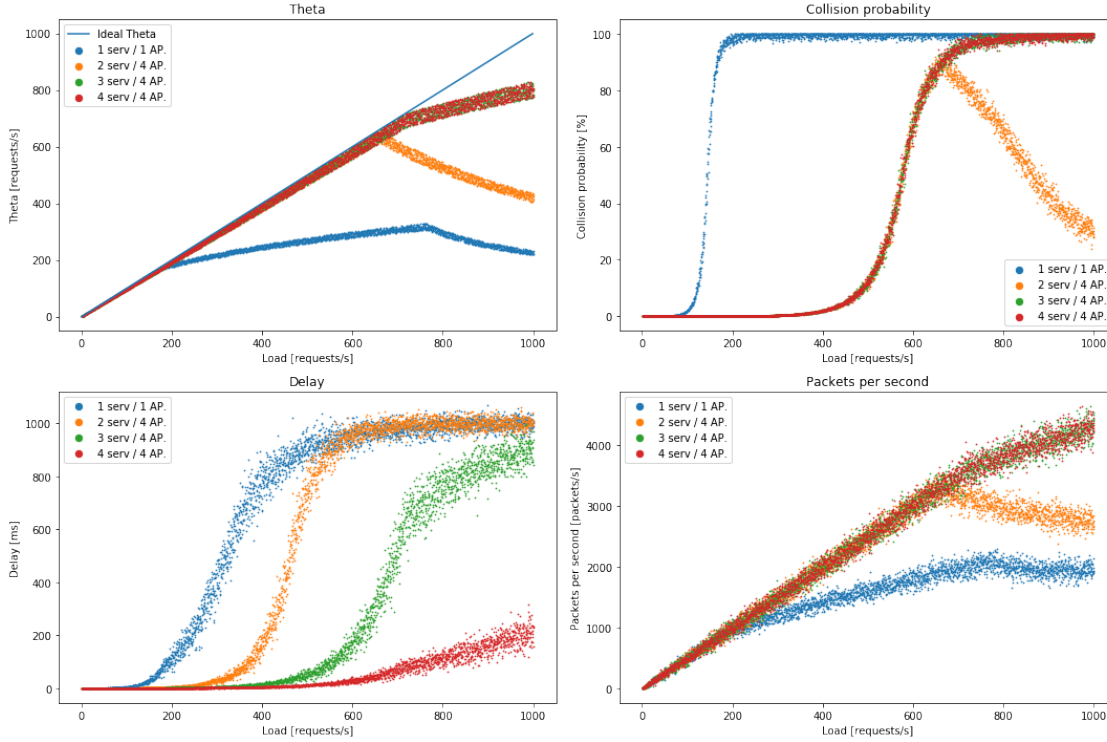 Theta
Theta [requests/s]
1000
800
600
400
200
0
Ideal Theta
1 serv / 1 AP.
2 serv / 4 AP.
3 serv / 4 AP.
4 serv / 4 AP.
0 200 400 600 800 1000
Load [requests/s]
Collision probability
Collision probability [%]
100
80
60
40
20
0
1 serv / 1 AP.
2 serv / 4 AP.
3 serv / 4 AP.
4 serv / 4 AP.
0 200 400 600 800 1000
Load [requests/s]
Delay
Delay [ms]
1000
800
600
400
200
0
1 serv / 1 AP.
2 serv / 4 AP.
3 serv / 4 AP.
4 serv / 4 AP.
0 200 400 600 800 1000
Load [requests/s]
Packets per second
Packets per second [packets/s]
4000
3000
2000
1000
0
1 serv / 1 AP.
2 serv / 4 AP.
3 serv / 4 AP.
4 serv / 4 AP.
0 200 400 600 800 1000
Load [requests/s]